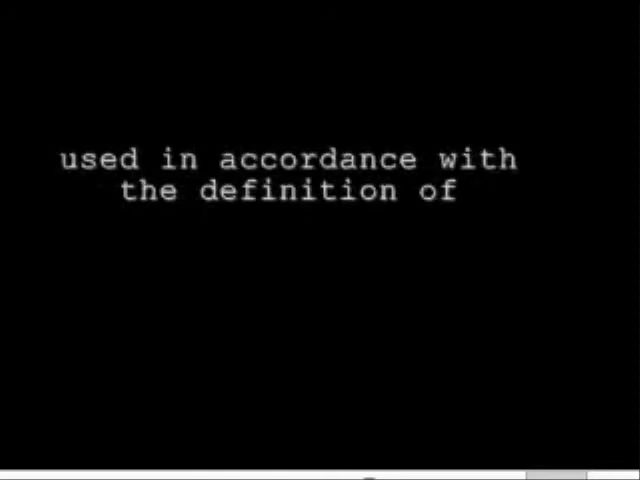 used in accordance with
the definition of